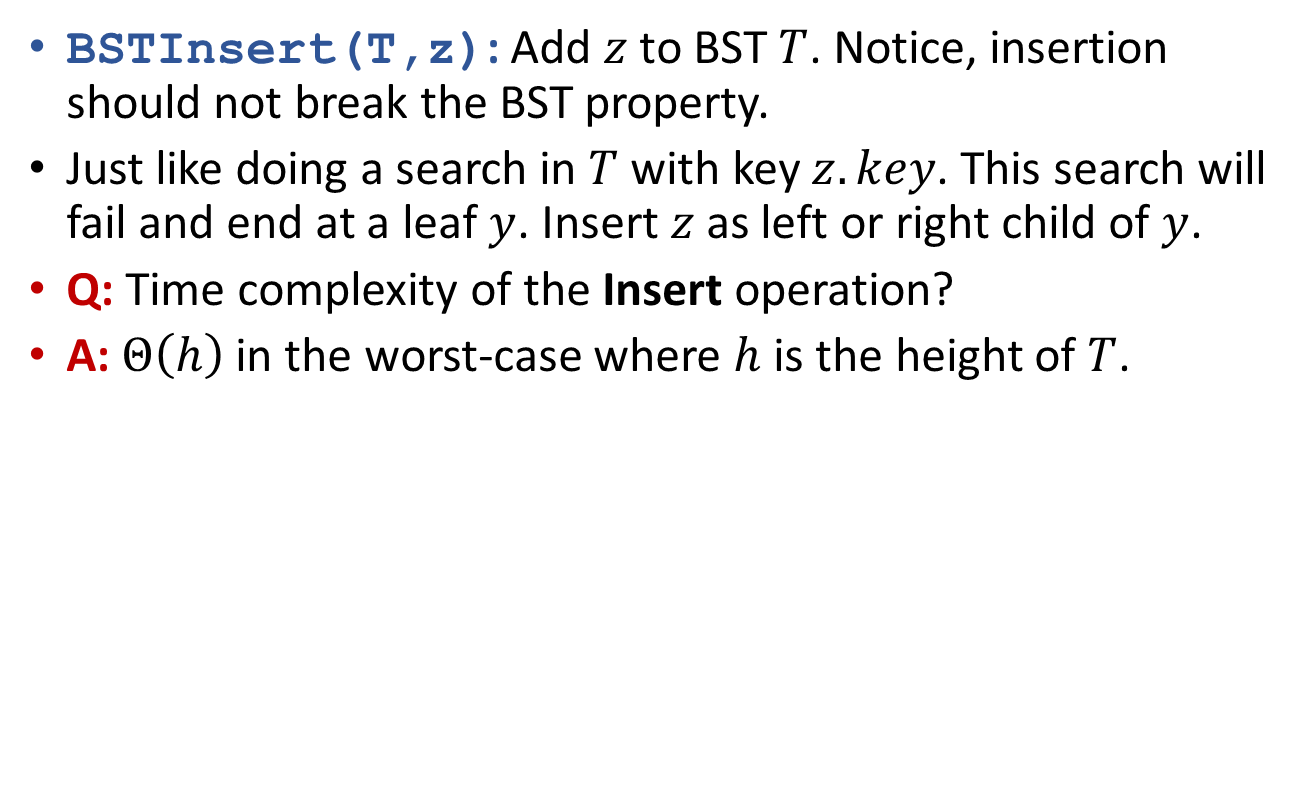 • BSTInsert(T,z): Add z to BST T. Notice, insertion
should not break the BST property.
• Just like doing a search in T with key z.key. This search will
fail and end at a leaf y. Insert z as left or right child of y.
• Q: Time complexity of the Insert operation?
• A: Θ(h) in the worst-case where h is the height of T.